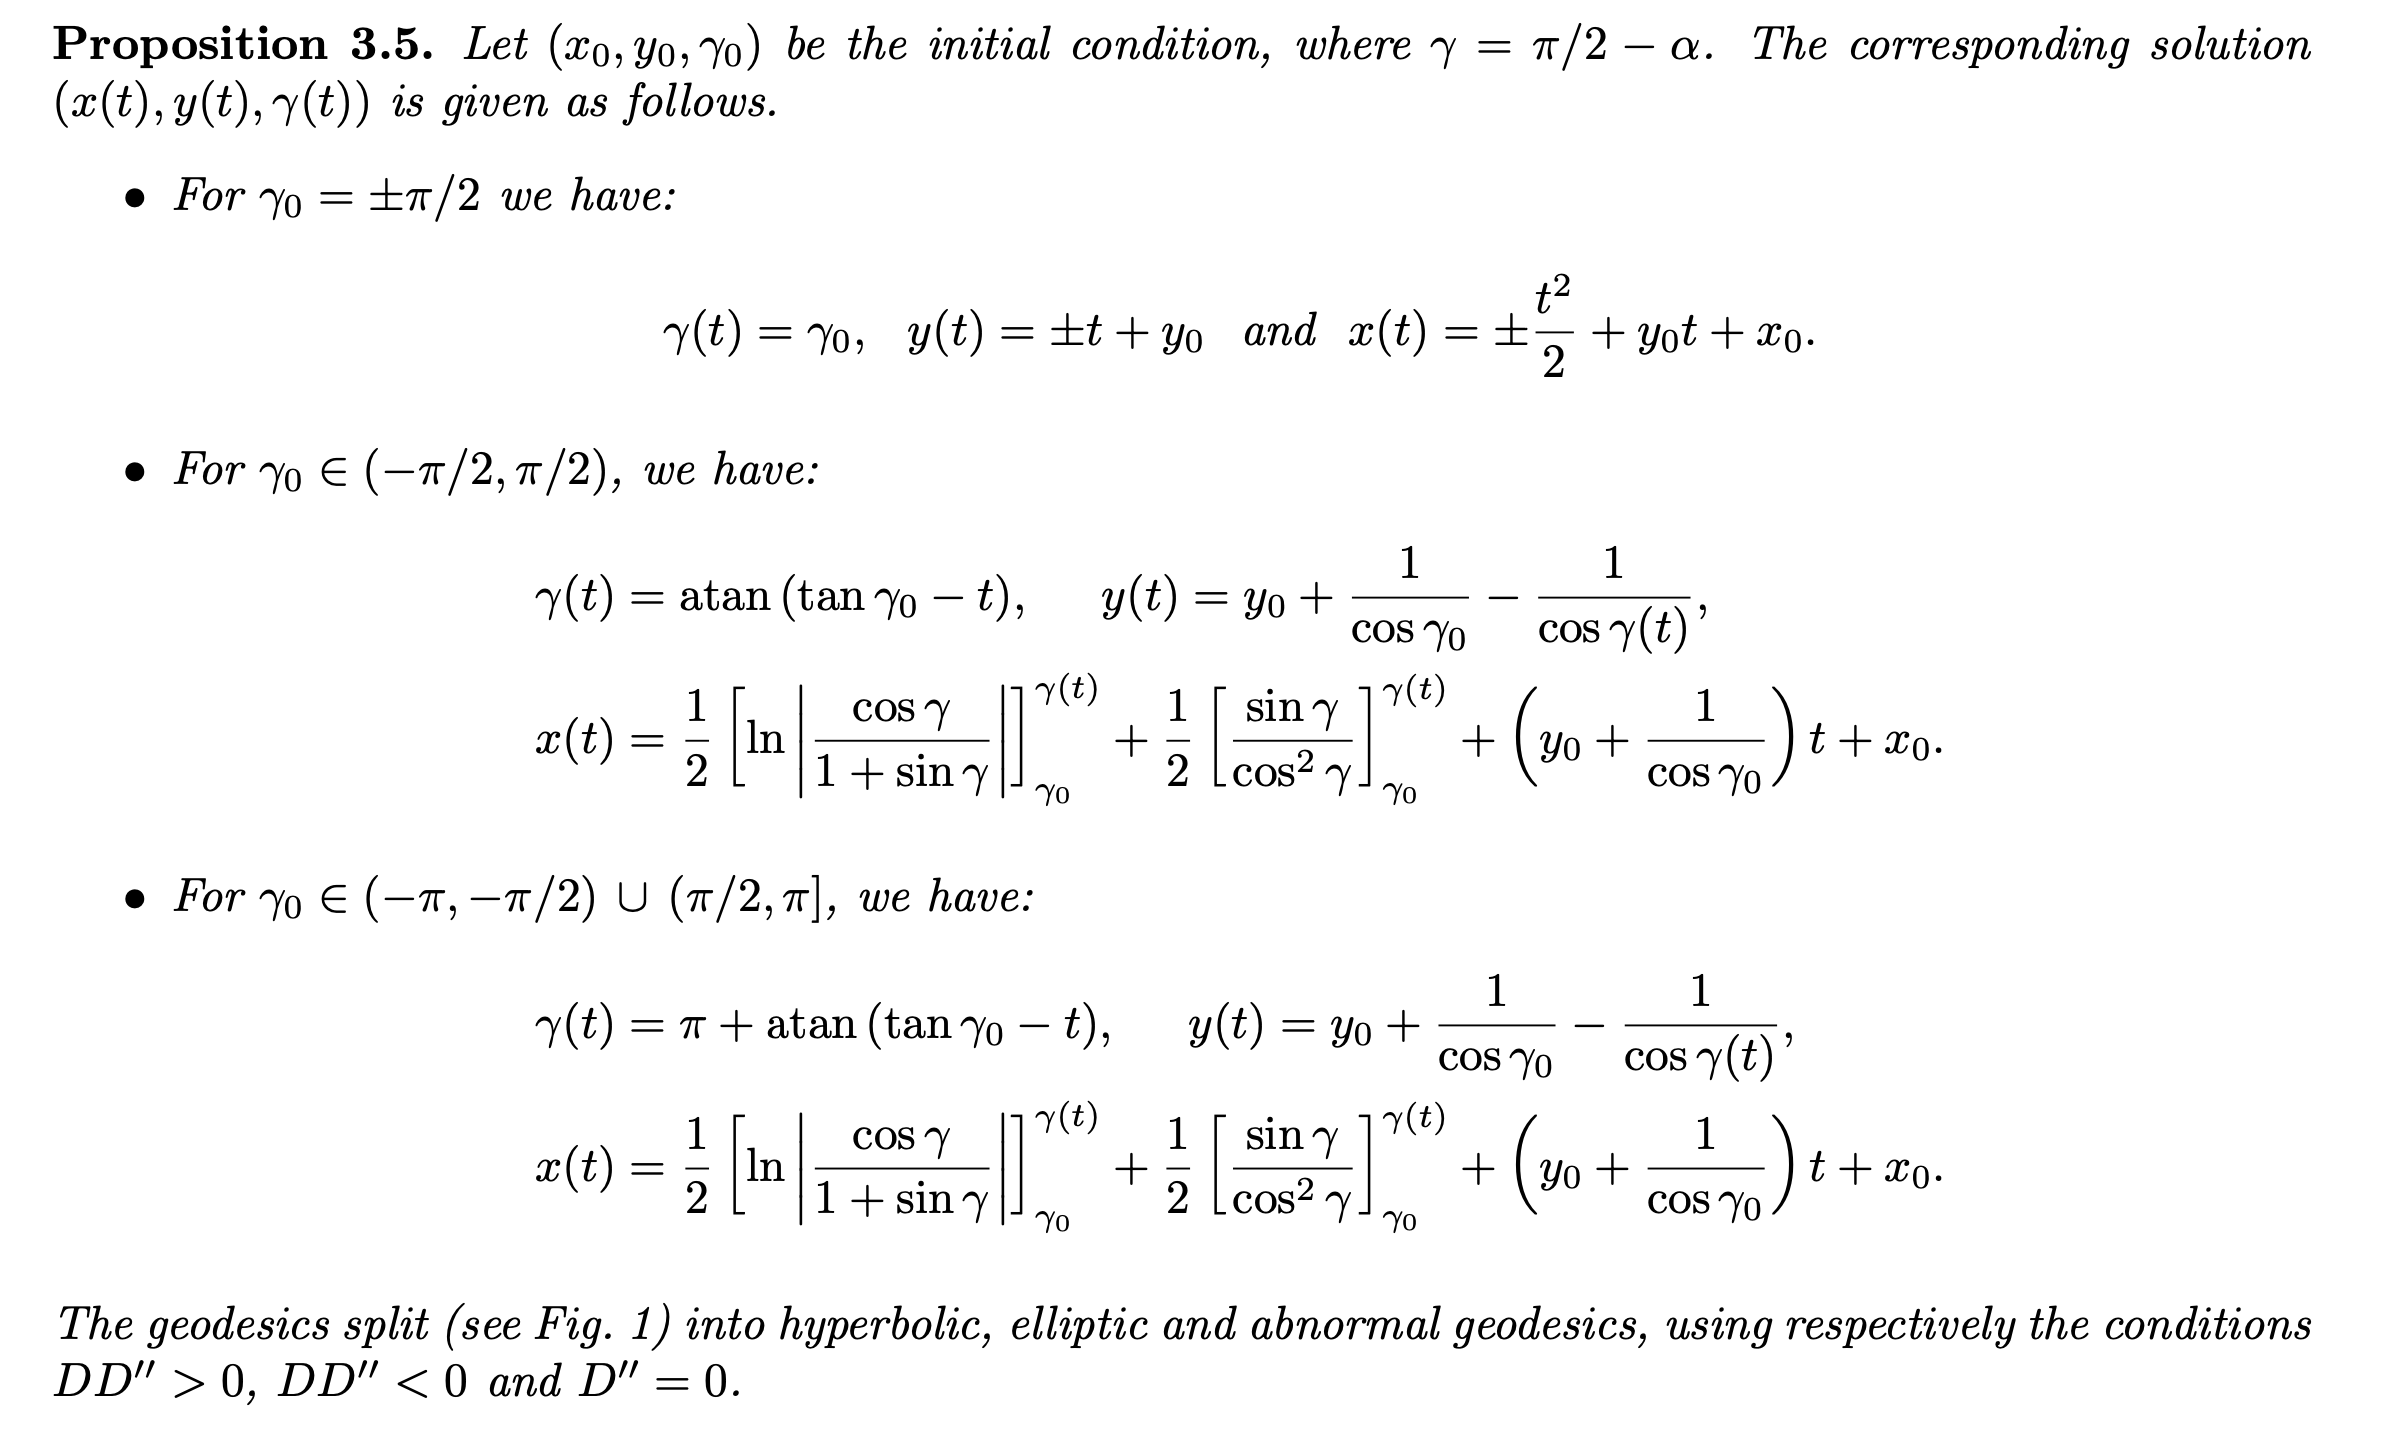 Proposition 3.5. Let (x₀, y₀, γ₀) be the initial condition, where γ = π/2 − α. The corresponding solution
(x(t), y(t), γ(t)) is given as follows.
• For γ₀ = ±π/2 we have:
γ(t) = γ₀, y(t) = ±t + y₀ and x(t) = ±t²/2 + y₀t + x₀.
• For γ₀ ∈ (−π/2, π/2), we have:
γ(t) = atan (tan γ₀ − t), y(t) = y₀ + 1/cos γ₀ − 1/cos γ(t),
x(t) = 1/2 [ln |cos γ/(1 + sin γ)|]_{γ₀}^{γ(t)} + 1/2 [sin γ/cos² γ]_{γ₀}^{γ(t)} + (y₀ + 1/cos γ₀) t + x₀.
• For γ₀ ∈ (−π, −π/2) ∪ (π/2, π], we have:
γ(t) = π + atan (tan γ₀ − t), y(t) = y₀ + 1/cos γ₀ − 1/cos γ(t),
x(t) = 1/2 [ln |cos γ/(1 + sin γ)|]_{γ₀}^{γ(t)} + 1/2 [sin γ/cos² γ]_{γ₀}^{γ(t)} + (y₀ + 1/cos γ₀) t + x₀.
The geodesics split (see Fig. 1) into hyperbolic, elliptic and abnormal geodesics, using respectively the conditions
DD″ > 0, DD″ < 0 and D″ = 0.